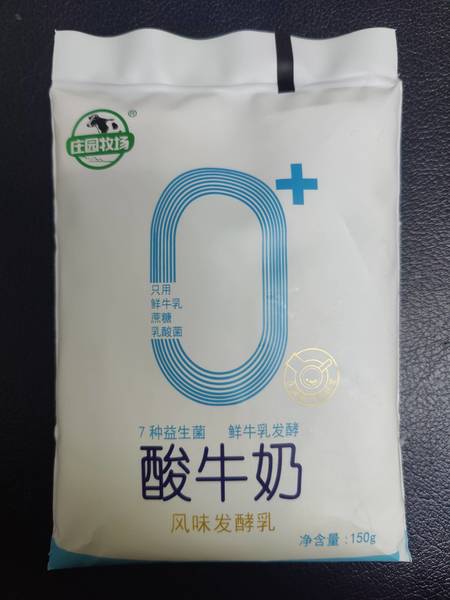 庄园牧场
®
0+
只用
鲜牛乳
蔗糖
乳酸菌
7种益生菌 鲜牛乳发酵
酸牛奶
风味发酵乳
净含量:150g